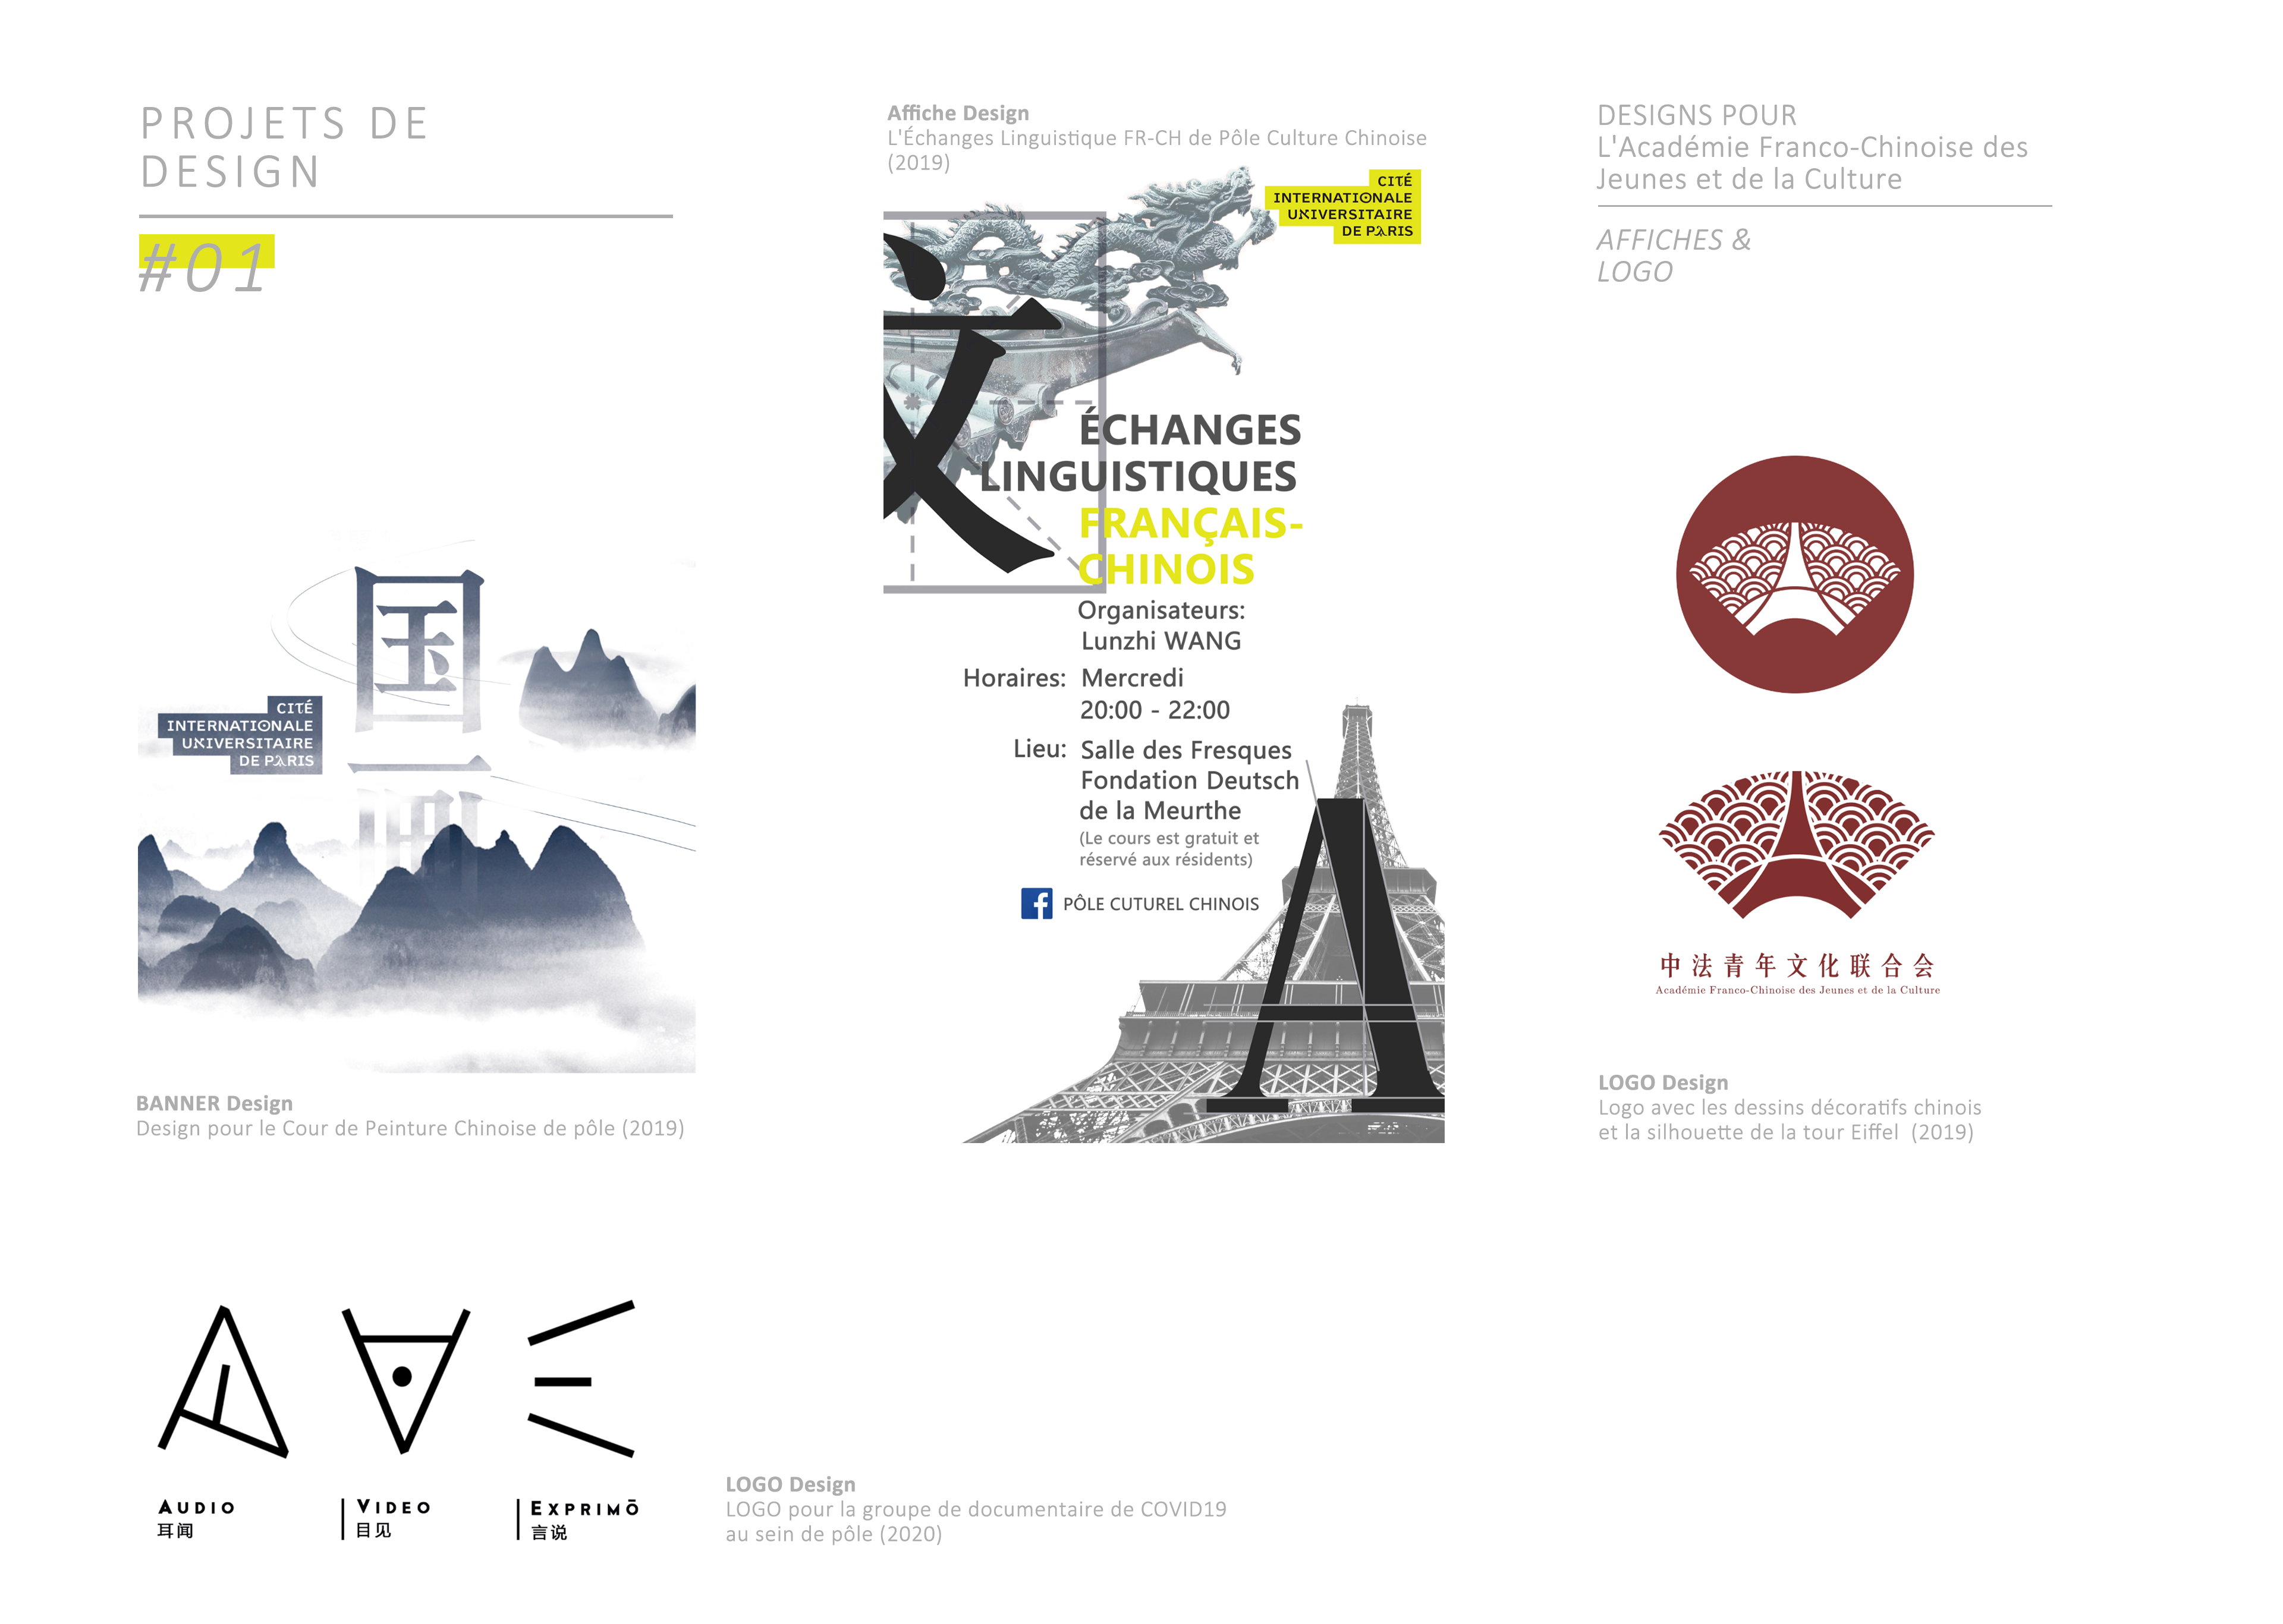 PROJETS DE
DESIGN
#01
国
CITÉ
INTERNATIONALE
UNIVERSITAIRE
DE PARIS
BANNER Design
Design pour le Cour de Peinture Chinoise de pôle (2019)
Affiche Design
L'Échanges Linguistique FR-CH de Pôle Culture Chinoise
(2019)
CITÉ
INTERNATIONALE
UNIVERSITAIRE
DE PARIS
文
ÉCHANGES
LINGUISTIQUES
FRANÇAIS-
CHINOIS
Organisateurs:
Lunzhi WANG
Horaires: Mercredi
20:00 - 22:00
Lieu: Salle des Fresques
Fondation Deutsch
de la Meurthe
(Le cours est gratuit et
réservé aux résidents)
PÔLE CUTUREL CHINOIS
A
DESIGNS POUR
L'Académie Franco-Chinoise des
Jeunes et de la Culture
AFFICHES &
LOGO
中法青年文化联合会
Académie Franco-Chinoise des Jeunes et de la Culture
LOGO Design
Logo avec les dessins décoratifs chinois
et la silhouette de la tour Eiffel (2019)
AVE
AUDIO
耳闻
VIDEO
目见
EXPRIMŌ
言说
LOGO Design
LOGO pour la groupe de documentaire de COVID19
au sein de pôle (2020)